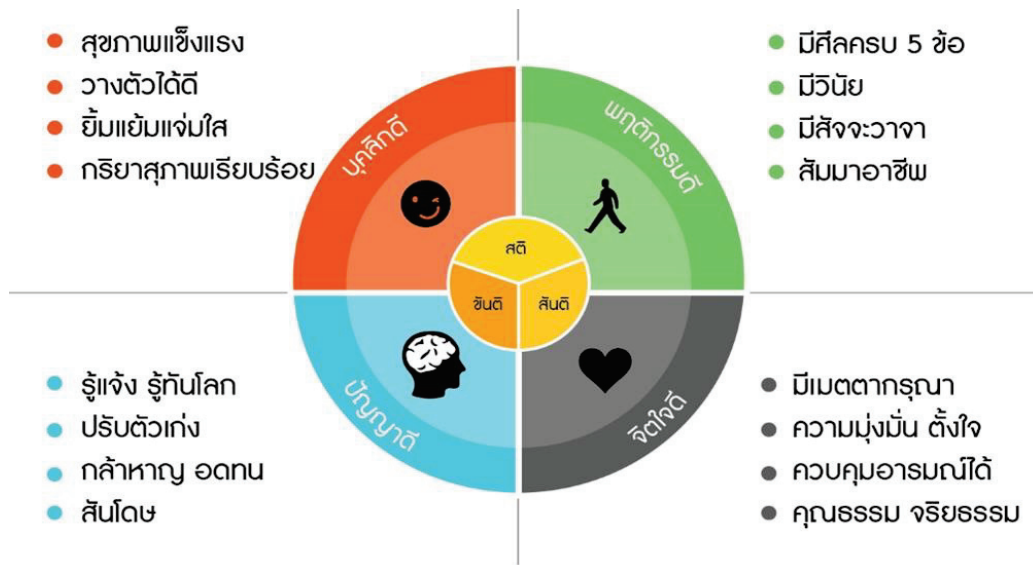 สุขภาพแข็งแรง
วางตัวได้ดี
ยิ้มแย้มแจ่มใส
กริยาสุภาพเรียบร้อย
มีศีลครบ 5 ข้อ
มีวินัย
มีสัจจะวาจา
สัมมาอาชีพ
บุคลิกดี
พฤติกรรมดี
สติ
ขันติ
สันติ
ปัญญาดี
จิตใจดี
รู้แจ้ง รู้ทันโลก
ปรับตัวเก่ง
กล้าหาญ อดทน
สันโดษ
มีเมตตากรุณา
ความมุ่งมั่น ตั้งใจ
ควบคุมอารมณ์ได้
คุณธรรม จริยธรรม